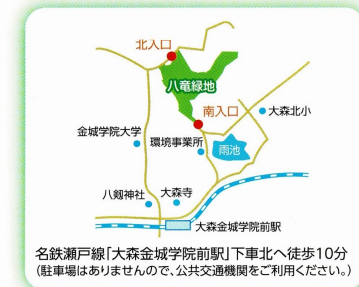 北入口
八竜緑地
南入口
大森北小
金城学院大学
環境事業所
雨池
八剱神社
大森寺
大森金城学院前駅
名鉄瀬戸線「大森金城学院前駅」下車北へ徒歩10分
(駐車場はありませんので、公共交通機関をご利用ください。)